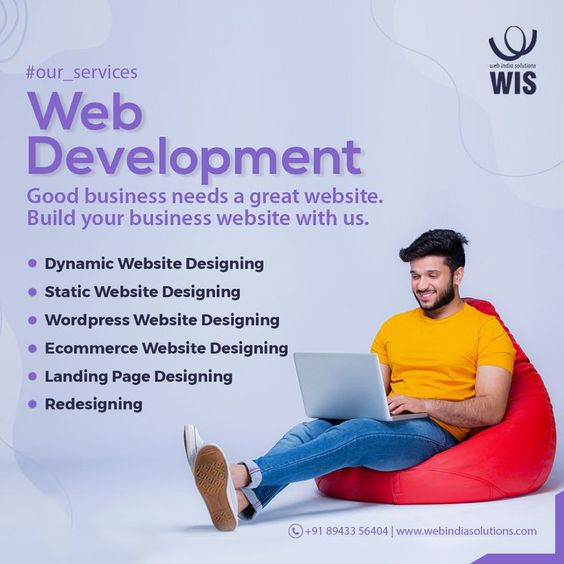 web india solutions
WIS
#our_services
Web
Development
Good business needs a great website.
Build your business website with us.
Dynamic Website Designing
Static Website Designing
Wordpress Website Designing
Ecommerce Website Designing
Landing Page Designing
Redesigning
+91 89433 56404 | www.webindiasolutions.com